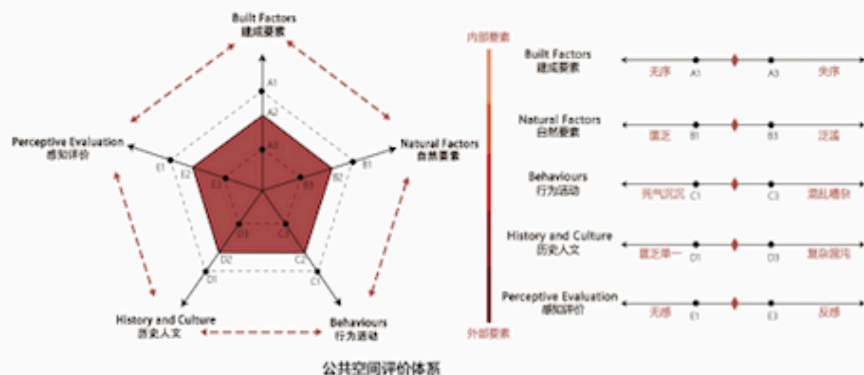 Built Factors
建成要素
A1
A2
A3
Perceptive Evaluation
感知评价
E1
E2
E3
Natural Factors
自然要素
B1
B2
B3
D3
C3
D2
C2
D1
C1
History and Culture
历史人文
Behaviours
行为活动
内部要素
外部要素
Built Factors
建成要素
无序
A1
A3
失序
Natural Factors
自然要素
匮乏
B1
B3
泛滥
Behaviours
行为活动
死气沉沉
C1
C3
混乱嘈杂
History and Culture
历史人文
匮乏单一
D1
D3
复杂混沌
Perceptive Evaluation
感知评价
无感
E1
E3
反感
公共空间评价体系